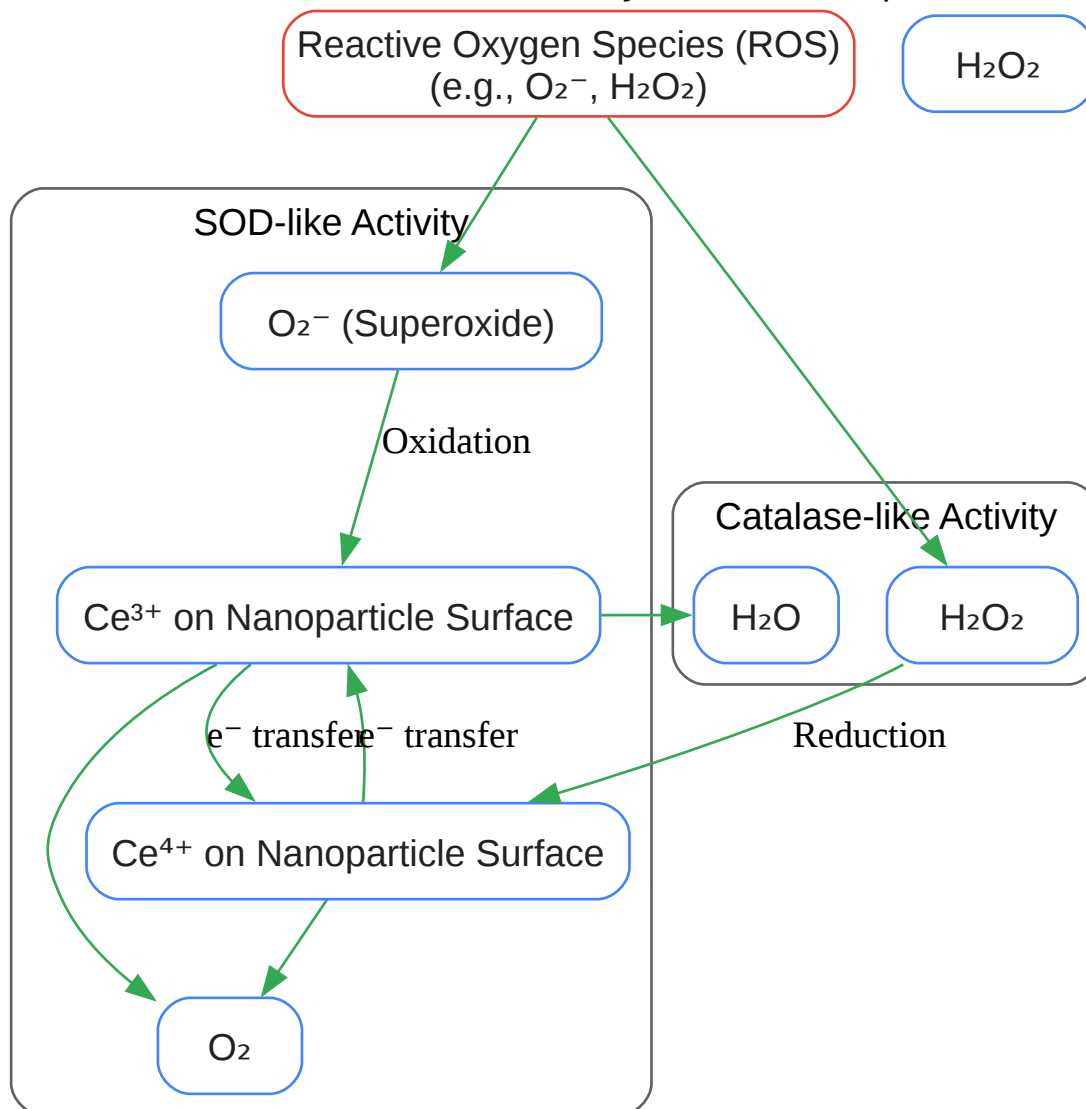 Reactive Oxygen Species (ROS)
(e.g., O₂⁻, H₂O₂)
H₂O₂
SOD-like Activity
O₂⁻ (Superoxide)
Oxidation
Catalase-like Activity
Ce³⁺ on Nanoparticle Surface
H₂O
H₂O₂
e⁻ transfer
e⁻ transfer
Reduction
Ce⁴⁺ on Nanoparticle Surface
O₂